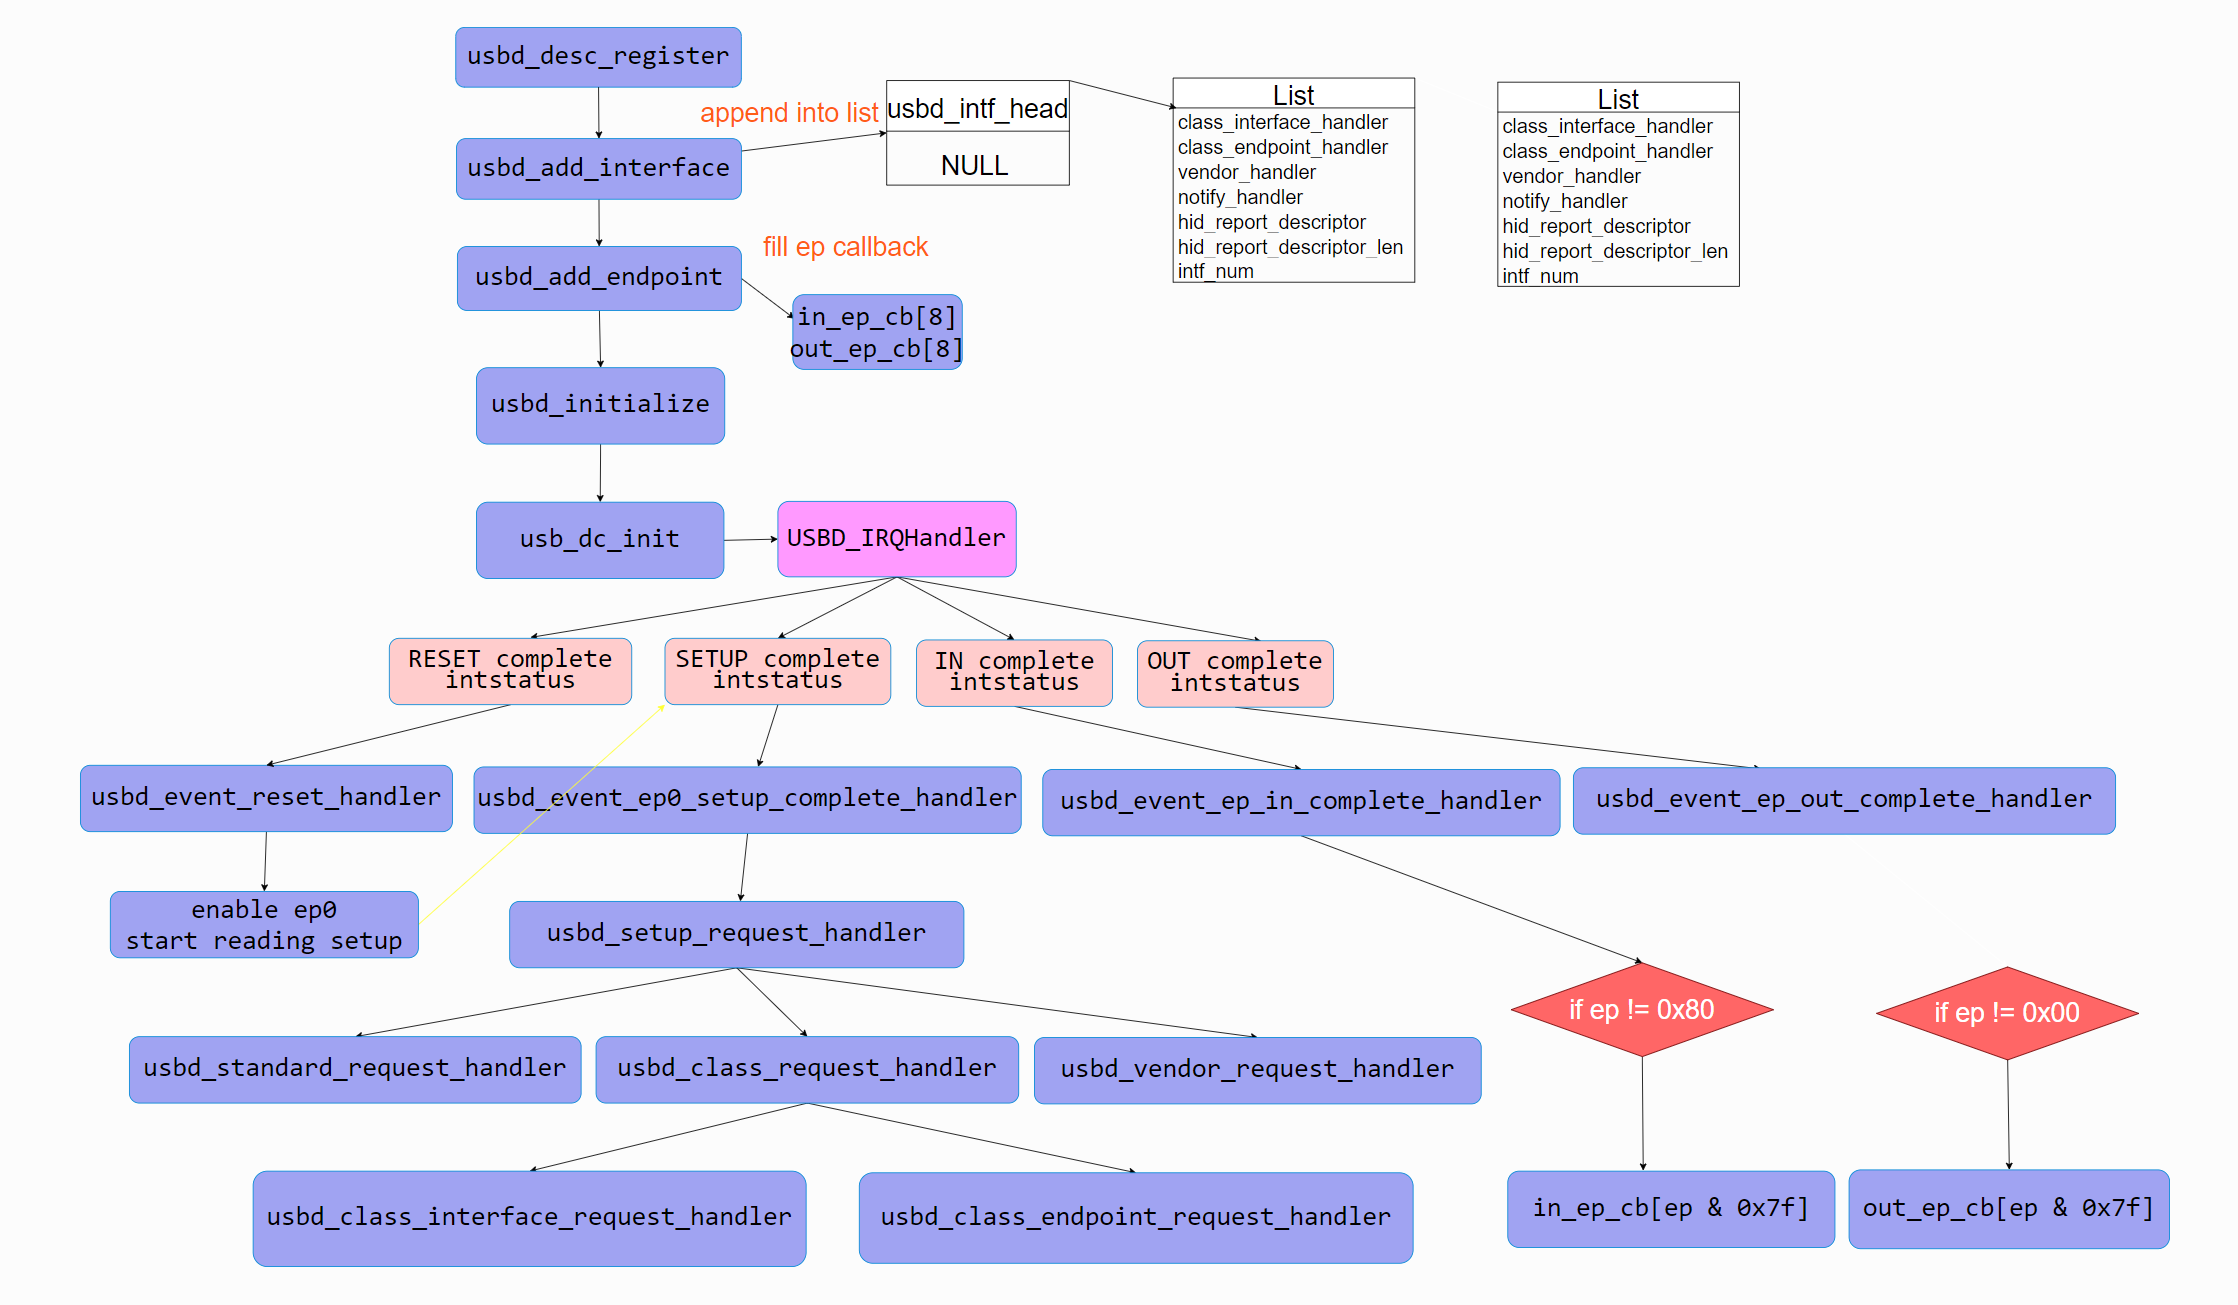 usbd_desc_register
append into list
usbd_intf_head
NULL
List
class_interface_handler
class_endpoint_handler
vendor_handler
notify_handler
hid_report_descriptor
hid_report_descriptor_len
intf_num
List
class_interface_handler
class_endpoint_handler
vendor_handler
notify_handler
hid_report_descriptor
hid_report_descriptor_len
intf_num
usbd_add_interface
fill ep callback
usbd_add_endpoint
in_ep_cb[8]
out_ep_cb[8]
usbd_initialize
usb_dc_init
USBD_IRQHandler
RESET complete
intstatus
SETUP complete
intstatus
IN complete
intstatus
OUT complete
intstatus
usbd_event_reset_handler
usbd_event_ep0_setup_complete_handler
usbd_event_ep_in_complete_handler
usbd_event_ep_out_complete_handler
enable ep0
start reading setup
usbd_setup_request_handler
if ep != 0x80
if ep != 0x00
usbd_standard_request_handler
usbd_class_request_handler
usbd_vendor_request_handler
usbd_class_interface_request_handler
usbd_class_endpoint_request_handler
in_ep_cb[ep & 0x7f]
out_ep_cb[ep & 0x7f]